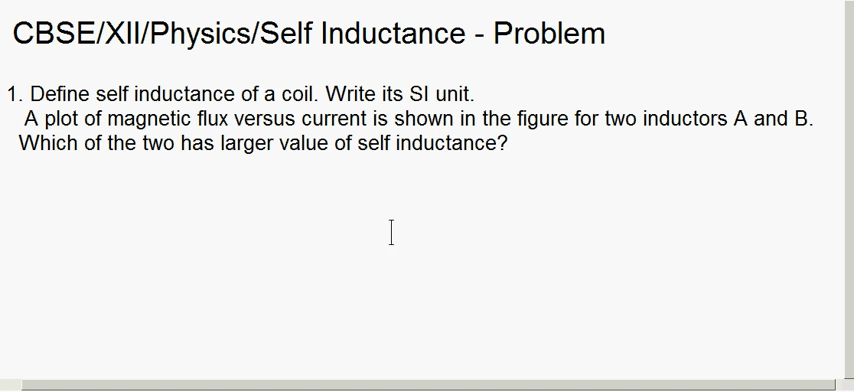 CBSE/XII/Physics/Self Inductance - Problem
1. Define self inductance of a coil. Write its SI unit.
A plot of magnetic flux versus current is shown in the figure for two inductors A and B.
Which of the two has larger value of self inductance?